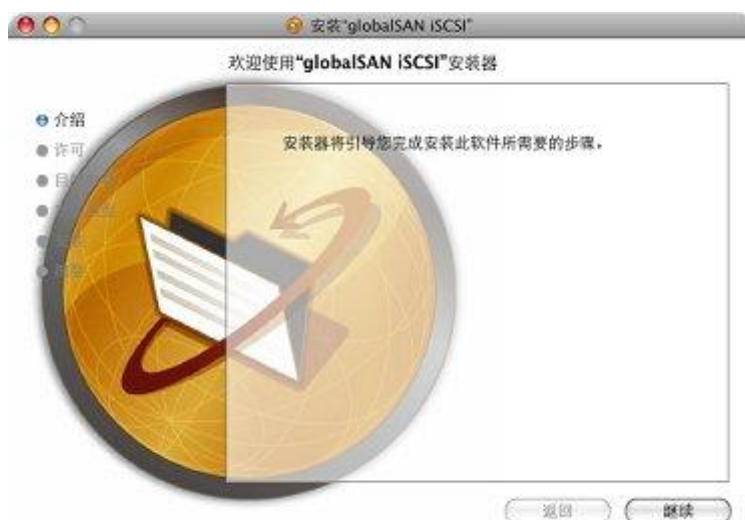 安装“globalSAN iSCSI”
欢迎使用“globalSAN iSCSI”安装器
介绍
许可
安装器将引导您完成安装此软件所需要的步骤。
返回
继续